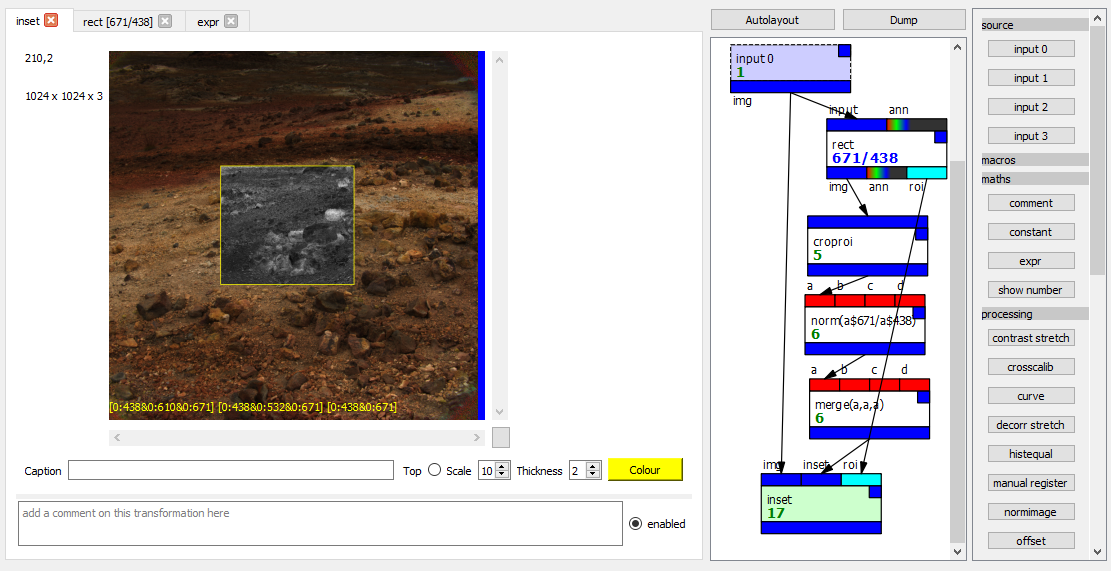 inset
rect [671/438]
expr
210,2
1024 x 1024 x 3
[0:438&0:610&0:671] [0:438&0:532&0:671] [0:438&0:671]
Caption
Top
Scale
10
Thickness
2
Colour
add a comment on this transformation here
enabled
Autolayout
Dump
input 0
1
img
input
ann
rect
671/438
img
ann
roi
croproi
5
a
b
c
d
norm(a$671/a$438)
6
a
b
c
d
merge(a,a,a)
6
img
inset
roi
inset
17
source
input 0
input 1
input 2
input 3
macros
maths
comment
constant
expr
show number
processing
contrast stretch
crosscalib
curve
decorr stretch
histequal
manual register
normimage
offset